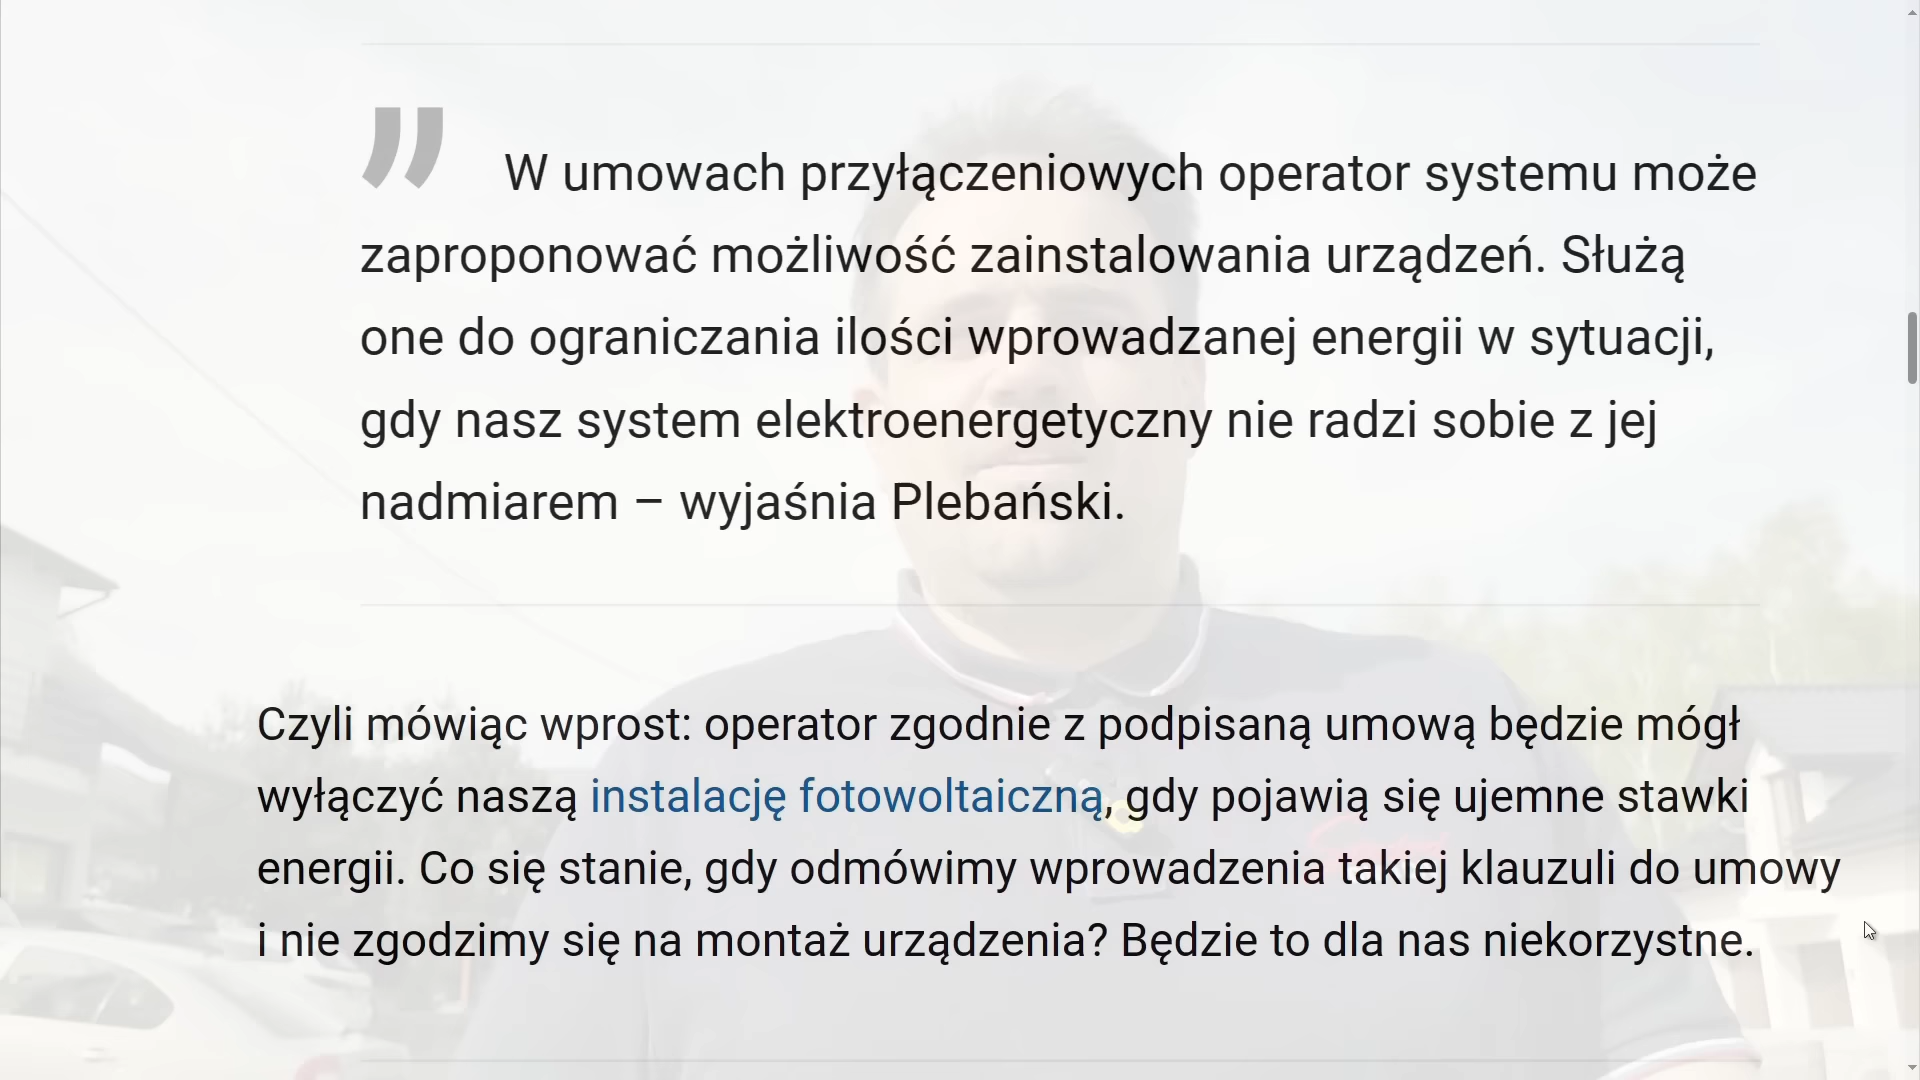 ” W umowach przyłączeniowych operator systemu może
zaproponować możliwość zainstalowania urządzeń. Służą
one do ograniczania ilości wprowadzanej energii w sytuacji,
gdy nasz system elektroenergetyczny nie radzi sobie z jej
nadmiarem – wyjaśnia Plebański.
Czyli mówiąc wprost: operator zgodnie z podpisaną umową będzie mógł
wyłączyć naszą instalację fotowoltaiczną, gdy pojawią się ujemne stawki
energii. Co się stanie, gdy odmówimy wprowadzenia takiej klauzuli do umowy
i nie zgodzimy się na montaż urządzenia? Będzie to dla nas niekorzystne.